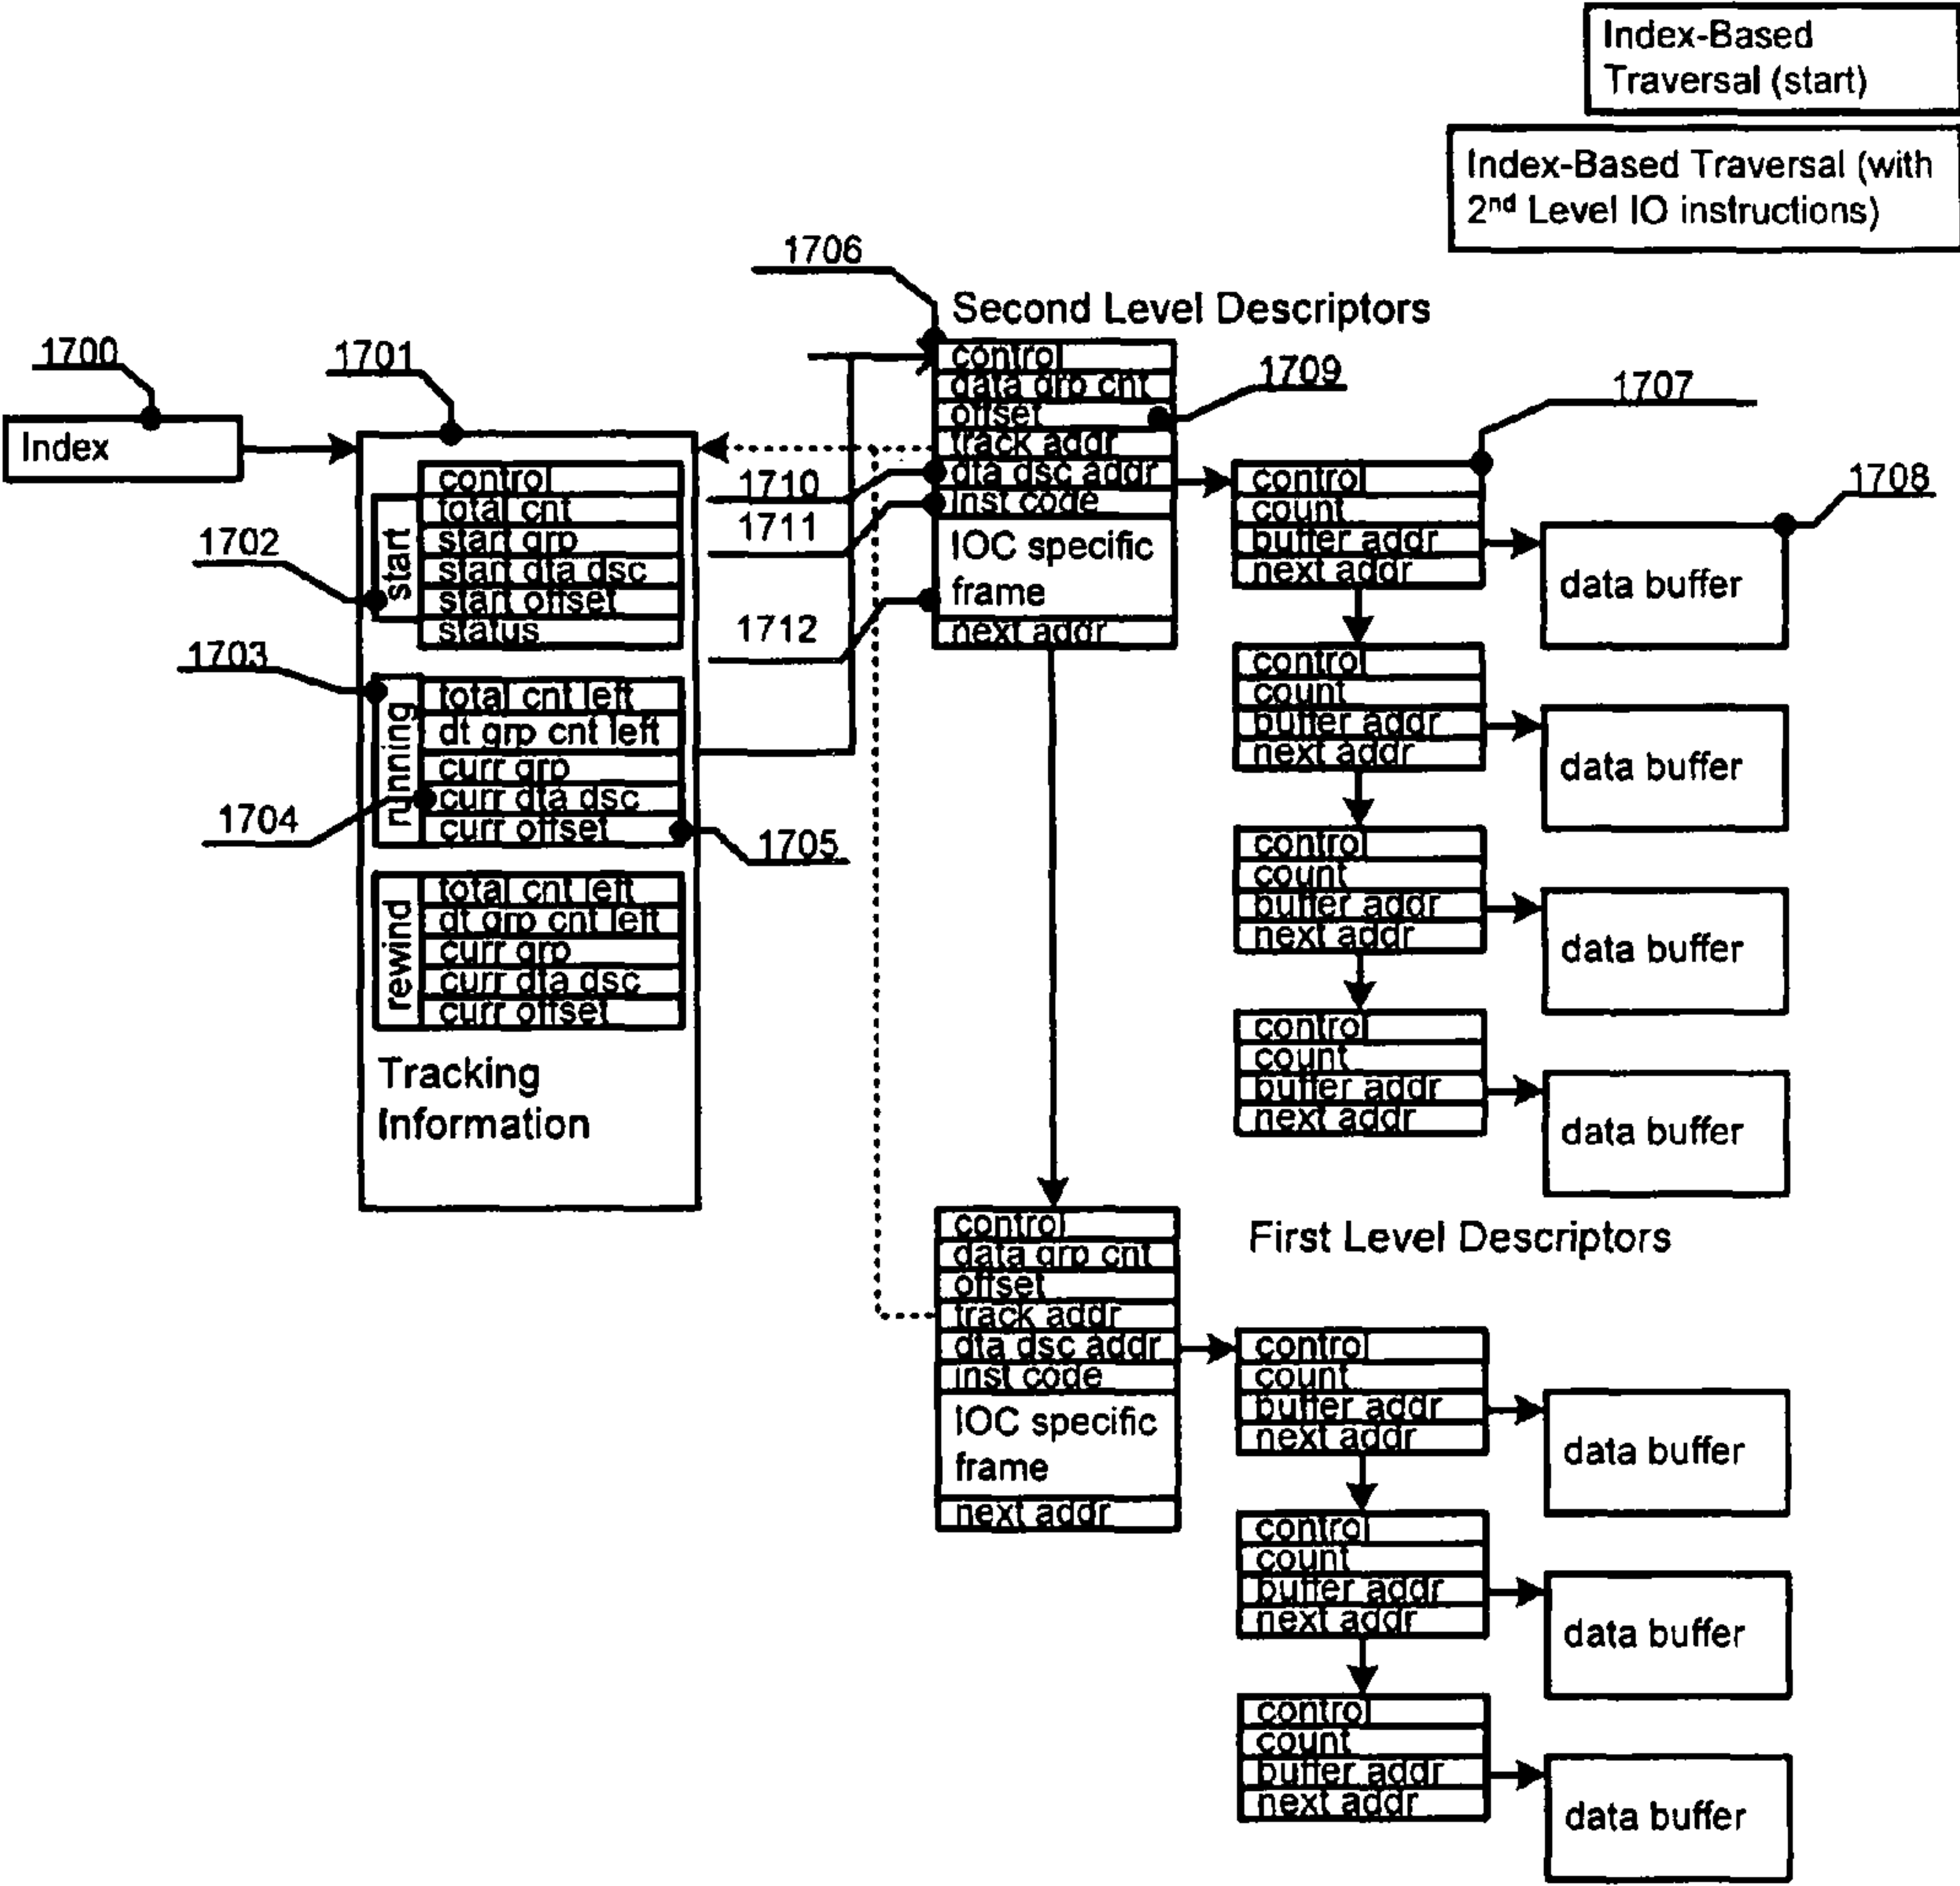 Index-Based
Traversal (start)
Index-Based Traversal (with
2nd Level IO instructions)
1706
Second Level Descriptors
1700
1701
Index
control
total cnt
start grp
start dta dsc
start offset
status
start
1702
1703
total cnt left
dt grp cnt left
curr grp
curr dta dsc
curr offset
running
1704
1705
total cnt left
dt grp cnt left
curr grp
curr dta dsc
curr offset
rewind
Tracking
Information
control
data grp cnt
offset
track addr
dta dsc addr
inst code
IOC specific
frame
next addr
1709
1710
1711
1712
1707
1708
control
count
buffer addr
next addr
data buffer
control
count
buffer addr
next addr
data buffer
control
count
buffer addr
next addr
data buffer
control
count
buffer addr
next addr
data buffer
First Level Descriptors
control
data grp cnt
offset
track addr
dta dsc addr
inst code
IOC specific
frame
next addr
control
count
buffer addr
next addr
data buffer
control
count
buffer addr
next addr
data buffer
control
count
buffer addr
next addr
data buffer